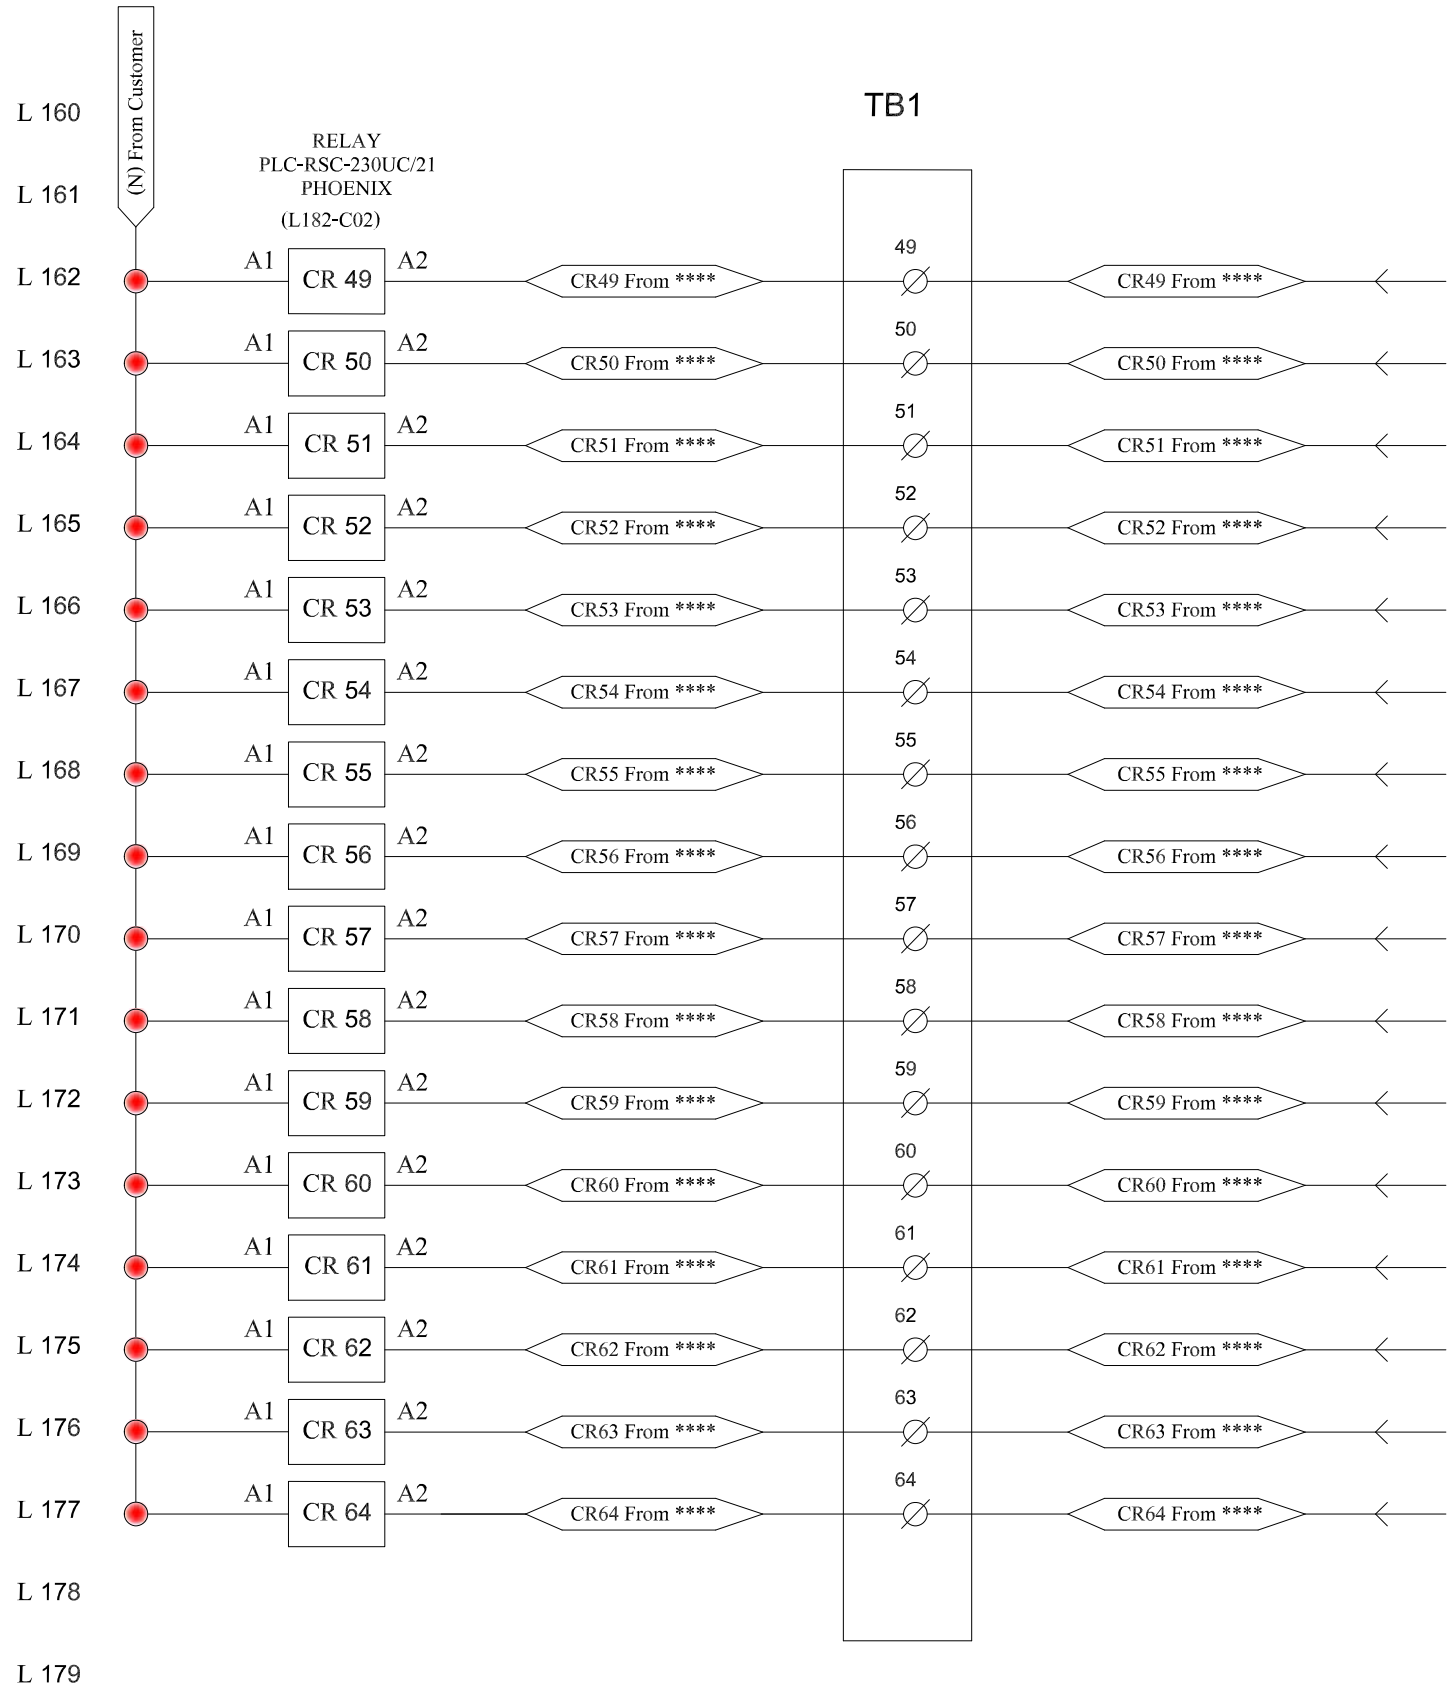 (N) From Customer
L 160
TB1
RELAY
PLC-RSC-230UC/21
PHOENIX
(L182-C02)
L 161
L 162 A1 CR 49 A2 CR49 From **** 49 CR49 From ****
L 163 A1 CR 50 A2 CR50 From **** 50 CR50 From ****
L 164 A1 CR 51 A2 CR51 From **** 51 CR51 From ****
L 165 A1 CR 52 A2 CR52 From **** 52 CR52 From ****
L 166 A1 CR 53 A2 CR53 From **** 53 CR53 From ****
L 167 A1 CR 54 A2 CR54 From **** 54 CR54 From ****
L 168 A1 CR 55 A2 CR55 From **** 55 CR55 From ****
L 169 A1 CR 56 A2 CR56 From **** 56 CR56 From ****
L 170 A1 CR 57 A2 CR57 From **** 57 CR57 From ****
L 171 A1 CR 58 A2 CR58 From **** 58 CR58 From ****
L 172 A1 CR 59 A2 CR59 From **** 59 CR59 From ****
L 173 A1 CR 60 A2 CR60 From **** 60 CR60 From ****
L 174 A1 CR 61 A2 CR61 From **** 61 CR61 From ****
L 175 A1 CR 62 A2 CR62 From **** 62 CR62 From ****
L 176 A1 CR 63 A2 CR63 From **** 63 CR63 From ****
L 177 A1 CR 64 A2 CR64 From **** 64 CR64 From ****
L 178
L 179